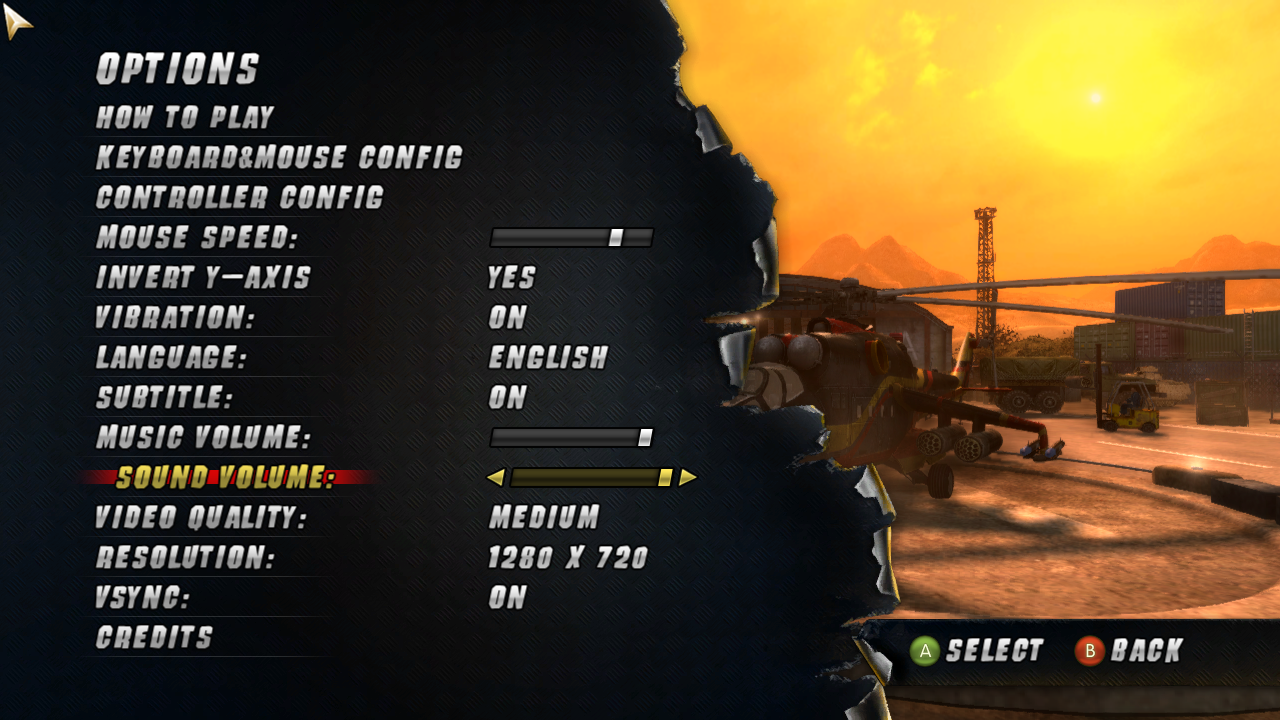 OPTIONS
HOW TO PLAY
KEYBOARD&MOUSE CONFIG
CONTROLLER CONFIG
MOUSE SPEED:
INVERT Y-AXIS YES
VIBRATION: ON
LANGUAGE: ENGLISH
SUBTITLE: ON
MUSIC VOLUME:
SOUND VOLUME:
VIDEO QUALITY: MEDIUM
RESOLUTION: 1280 X 720
VSYNC: ON
CREDITS
A SELECT B BACK